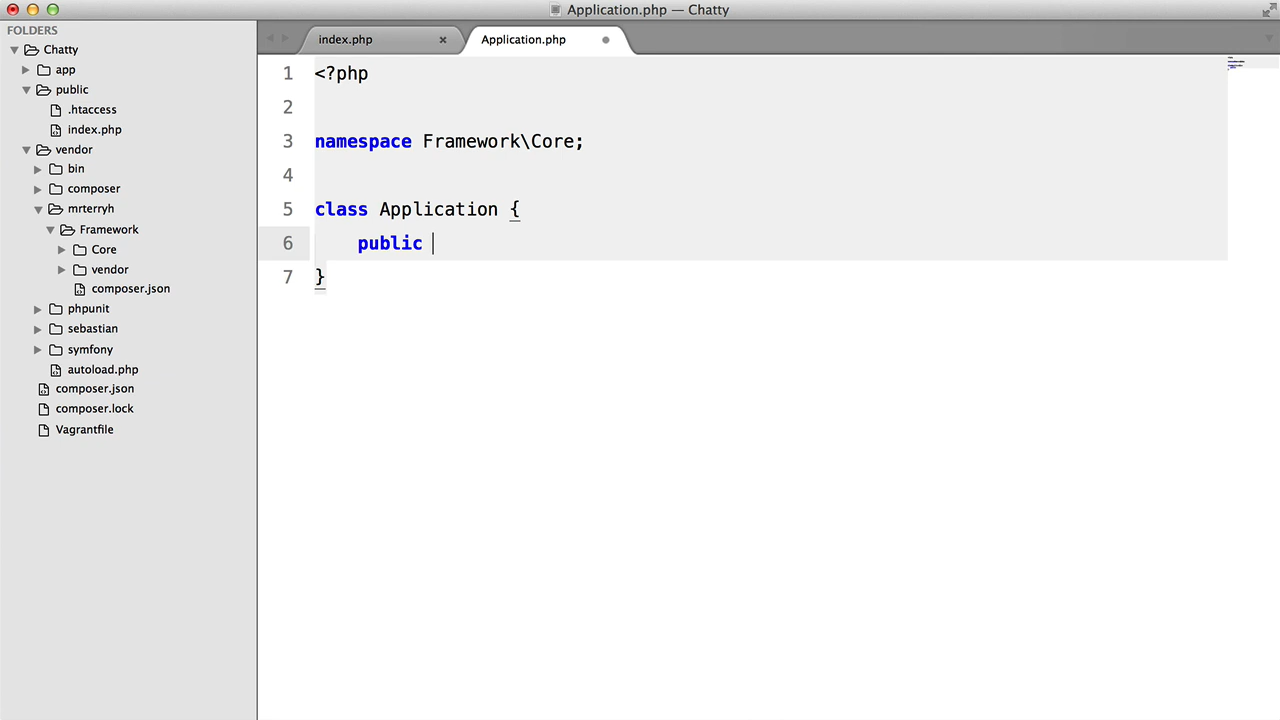 Application.php — Chatty
FOLDERS
Chatty
app
public
.htaccess
index.php
vendor
bin
composer
mrterryh
Framework
Core
vendor
composer.json
phpunit
sebastian
symfony
autoload.php
composer.json
composer.lock
Vagrantfile
index.php
Application.php
1 <?php
2
3 namespace Framework\Core;
4
5 class Application {
6 public
7 }